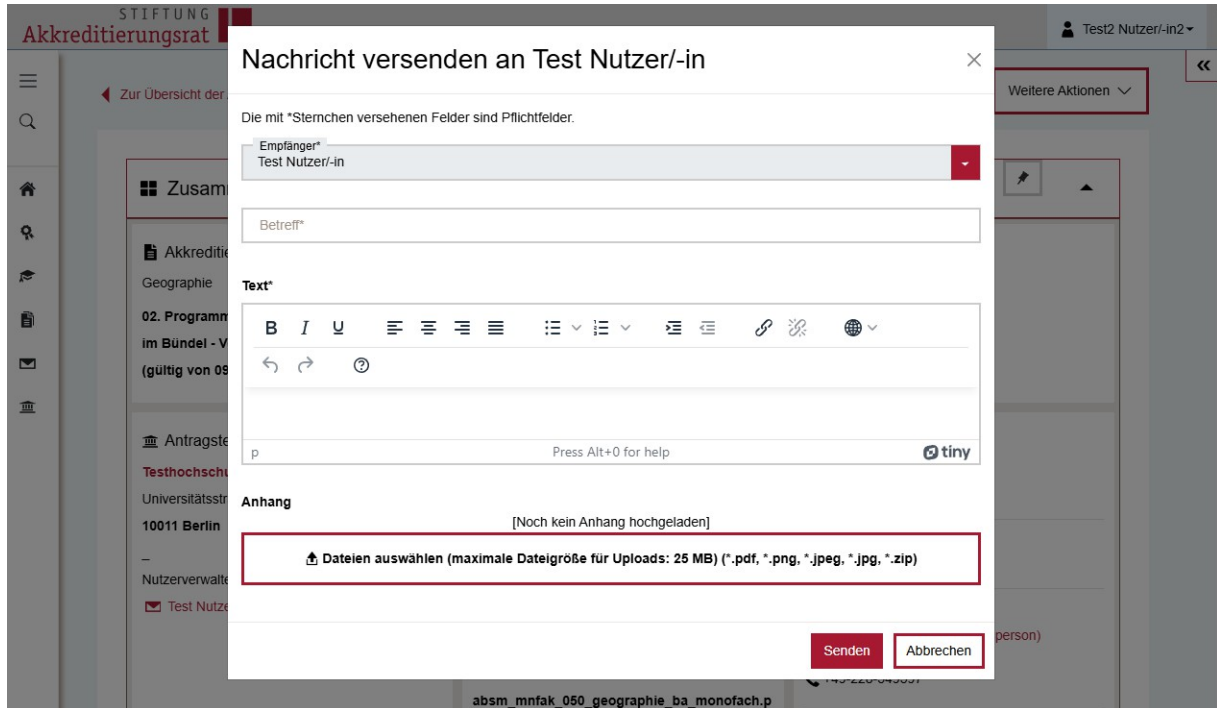 STIFTUNG
Akkreditierungsrat
Test2 Nutzer/-in2
Nachricht versenden an Test Nutzer/-in
Zur Übersicht der
Weitere Aktionen
Die mit *Sternchen versehenen Felder sind Pflichtfelder.
Empfänger*
Test Nutzer/-in
Zusam
Betreff*
Akkreditie
Geographie
02. Programm
im Bündel - V
(gültig von 09
Text*
B I U
p
Press Alt+0 for help
tiny
Antragste
Testhochschu
Universitätsstr
10011 Berlin
–
Nutzerverwalte
Test Nutze
Anhang
[Noch kein Anhang hochgeladen]
Dateien auswählen (maximale Dateigröße für Uploads: 25 MB) (*.pdf, *.png, *.jpeg, *.jpg, *.zip)
person)
Senden
Abbrechen
absm_mnfak_050_geographie_ba_monofach.p